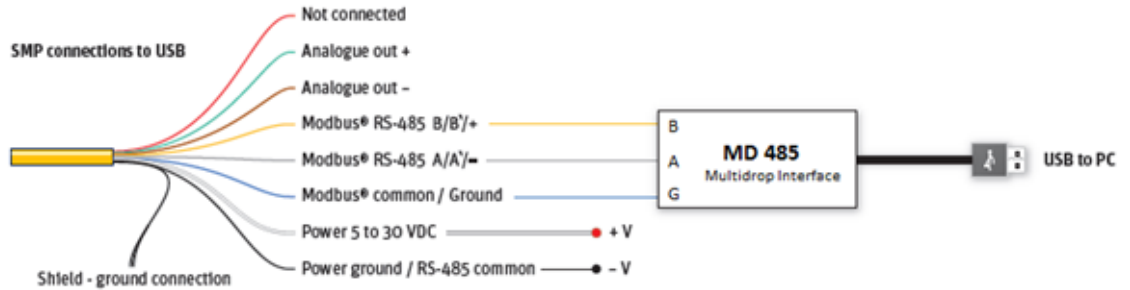 Not connected
SMP connections to USB
Analogue out +
Analogue out –
Modbus® RS-485 B/B'/+
B
Modbus® RS-485 A/A'/-
A
MD 485
Multidrop Interface
USB to PC
Modbus® common / Ground
G
Power 5 to 30 VDC
+ V
Shield - ground connection
Power ground / RS-485 common
– V